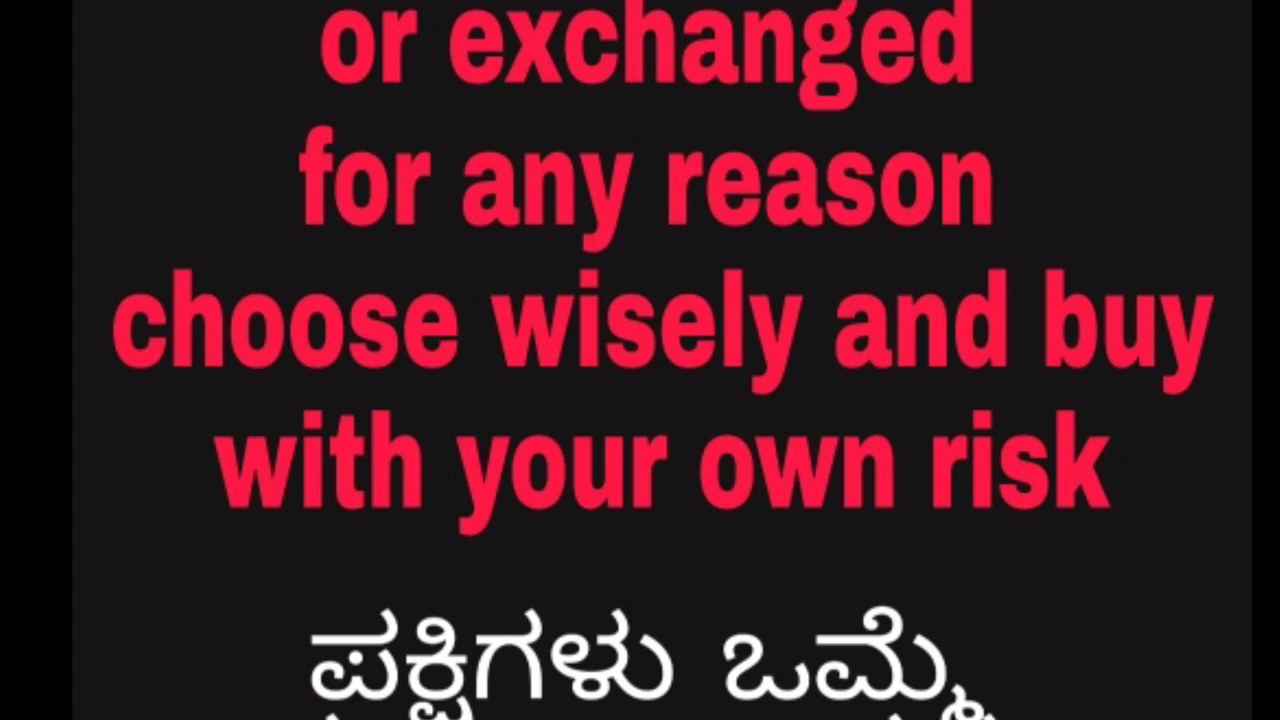 or exchanged
for any reason
choose wisely and buy
with your own risk
ಪಕ್ಷಿಗಳು ಒಮ್ಮೆ